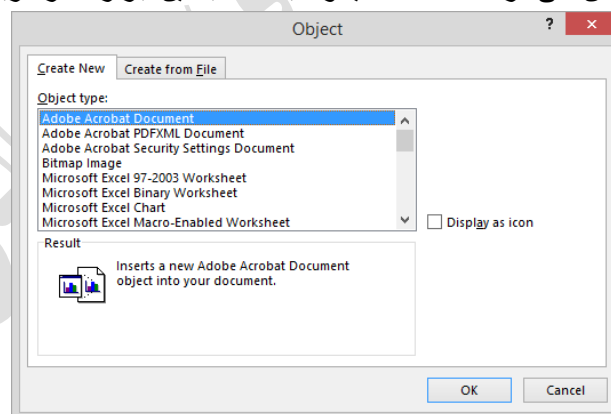 Object
?
Create New
Create from File
Object type:
Adobe Acrobat Document
Adobe Acrobat PDFXML Document
Adobe Acrobat Security Settings Document
Bitmap Image
Microsoft Excel 97-2003 Worksheet
Microsoft Excel Binary Worksheet
Microsoft Excel Chart
Microsoft Excel Macro-Enabled Worksheet
Display as icon
Result
Inserts a new Adobe Acrobat Document
object into your document.
OK
Cancel